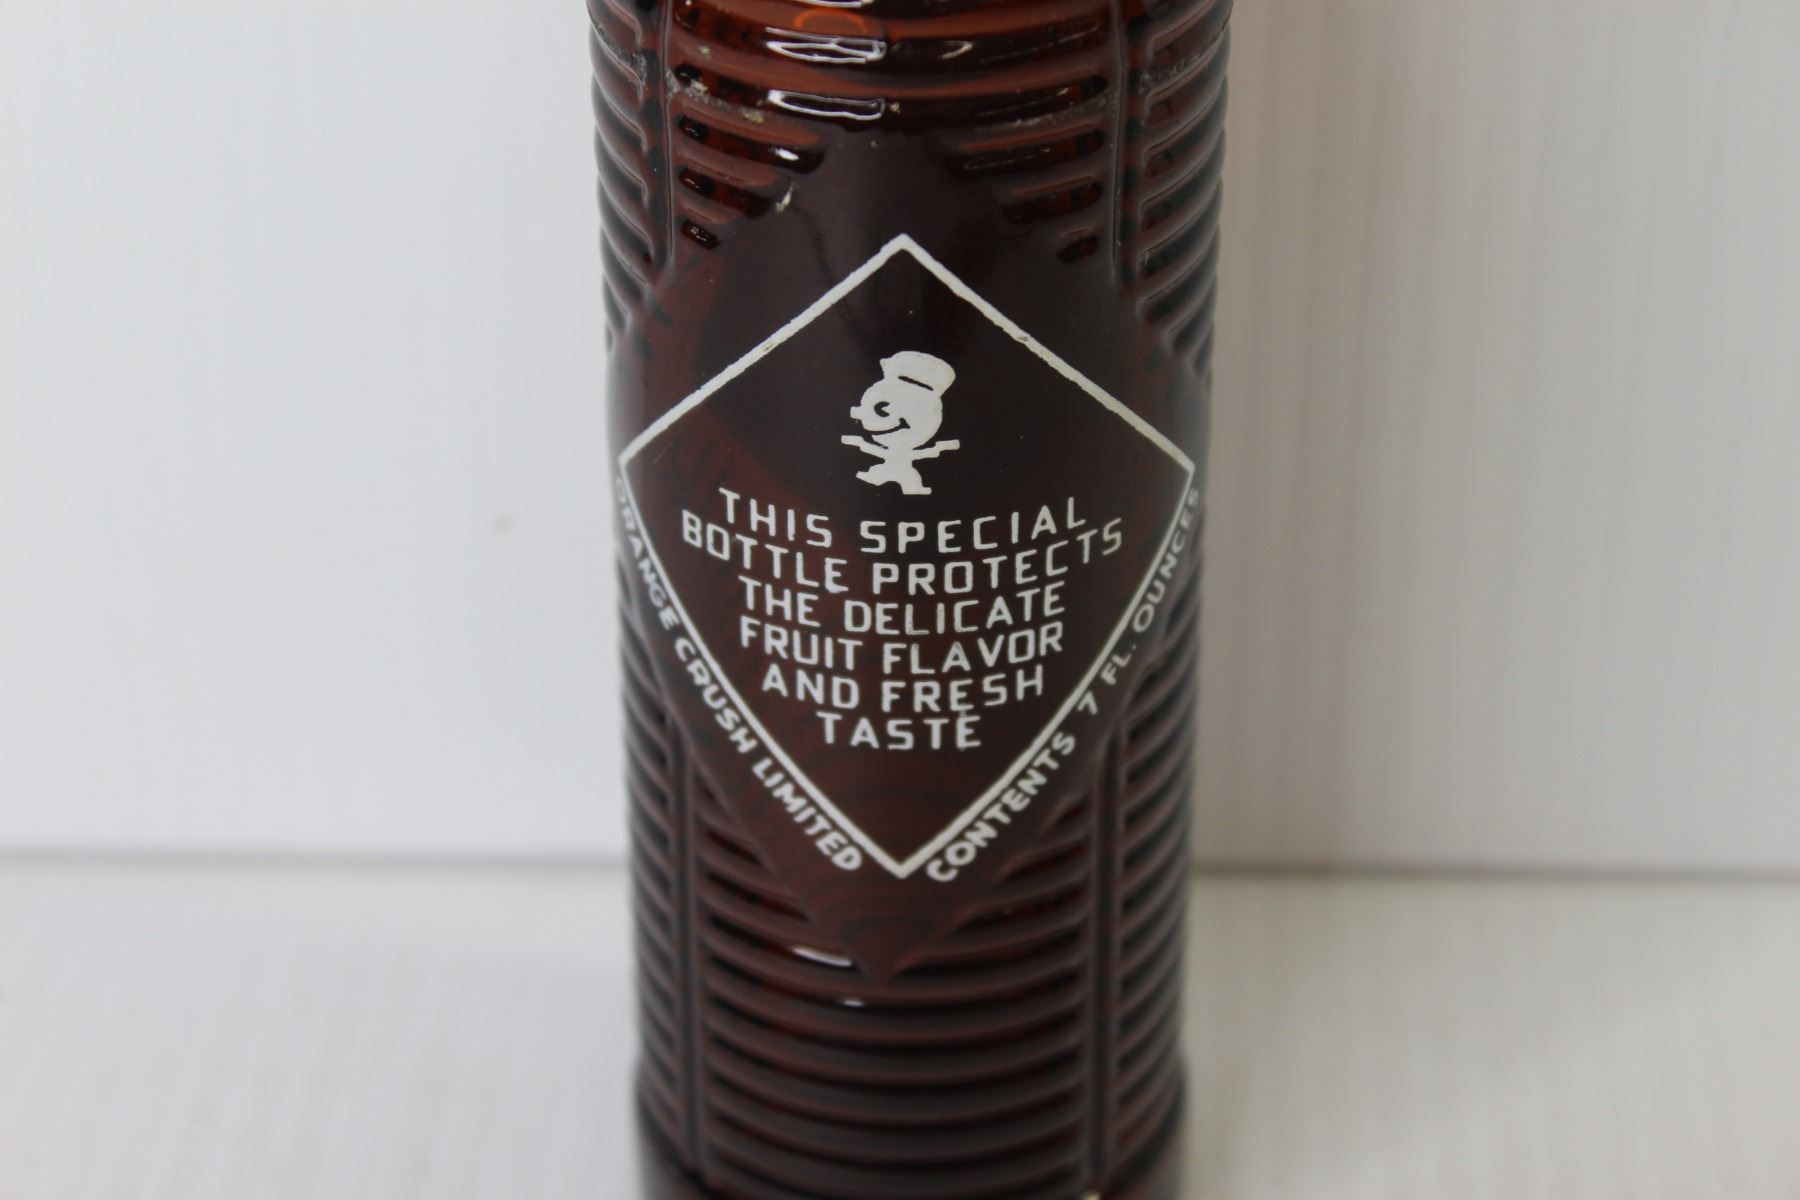 THIS SPECIAL
BOTTLE PROTECTS
THE DELICATE
FRUIT FLAVOR
AND FRESH
TASTE
ORANGE CRUSH LIMITED
CONTENTS 7 FL. OUNCES